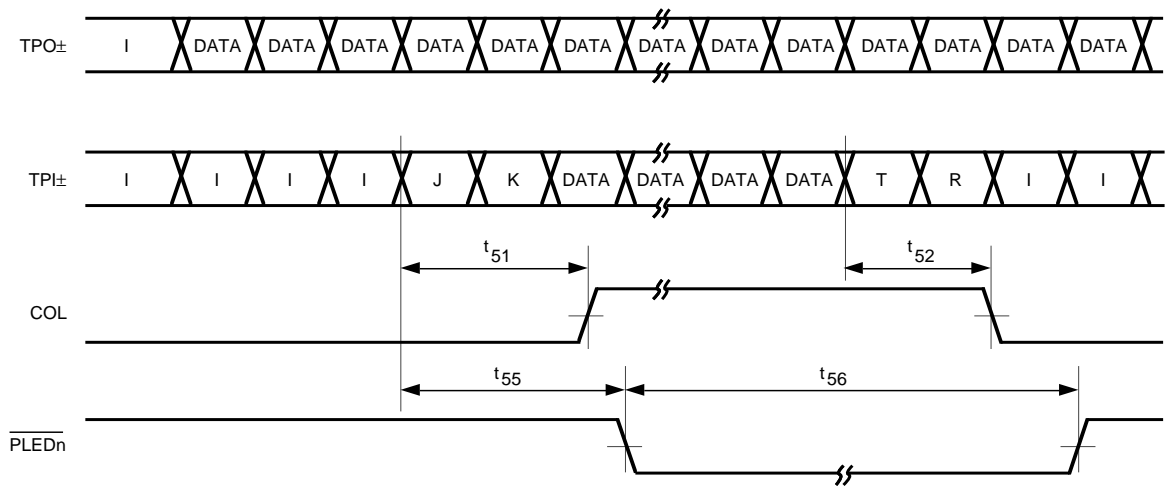 TPO± I DATA DATA DATA DATA DATA DATA DATA DATA DATA DATA DATA DATA DATA
TPI± I I I I J K DATA DATA DATA DATA T R I I
t51 t52
COL
t55 t56
PLEDn